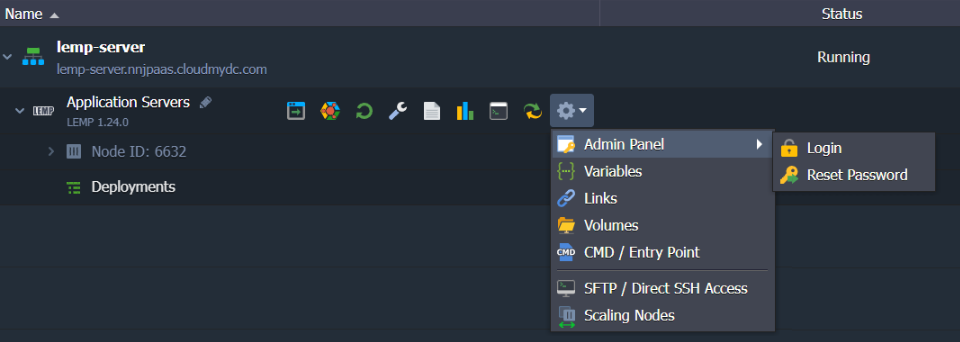 Name
Status
lemp-server
lemp-server.nnjpaas.cloudmydc.com
Running
LEMP
Application Servers
LEMP 1.24.0
Node ID: 6632
Deployments
Admin Panel
Variables
Links
Volumes
CMD
CMD / Entry Point
SFTP / Direct SSH Access
Scaling Nodes
Login
Reset Password